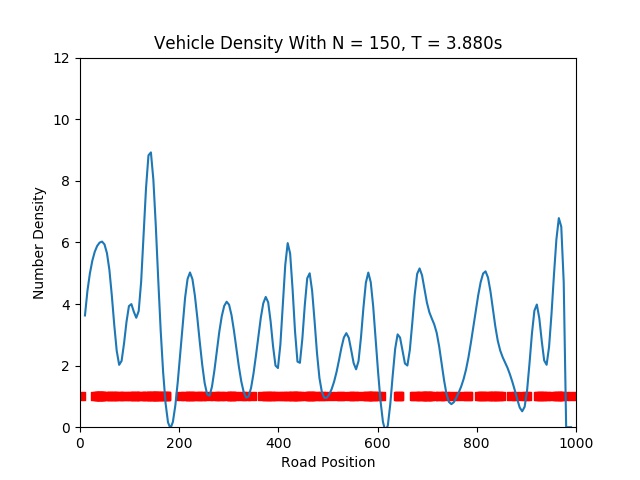 Vehicle Density With N = 150, T = 3.880s
12
10
8
6
4
2
0
Number Density
0 200 400 600 800 1000
Road Position